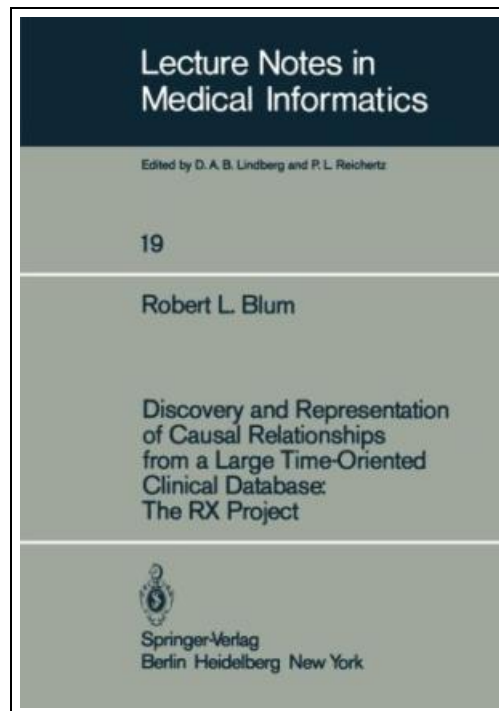 Lecture Notes in
Medical Informatics
Edited by D. A. B. Lindberg and P. L. Reichertz
19
Robert L. Blum
Discovery and Representation
of Causal Relationships
from a Large Time-Oriented
Clinical Database:
The RX Project
Springer-Verlag
Berlin Heidelberg New York